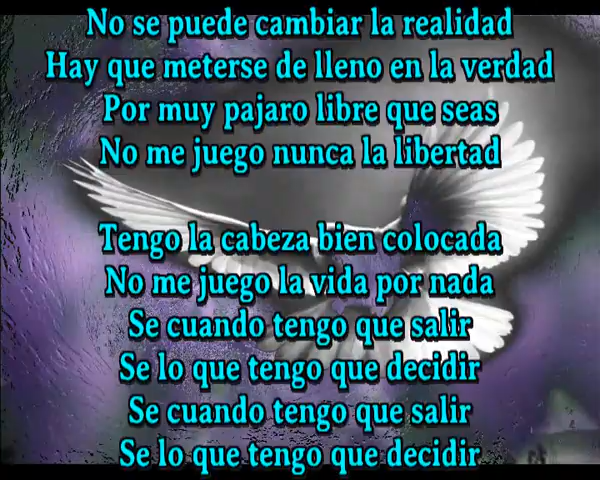 No se puede cambiar la realidad
Hay que meterse de lleno en la verdad
Por muy pajaro libre que seas
No me juego nunca la libertad
Tengo la cabeza bien colocada
No me juego la vida por nada
Se cuando tengo que salir
Se lo que tengo que decidir
Se cuando tengo que salir
Se lo que tengo que decidir